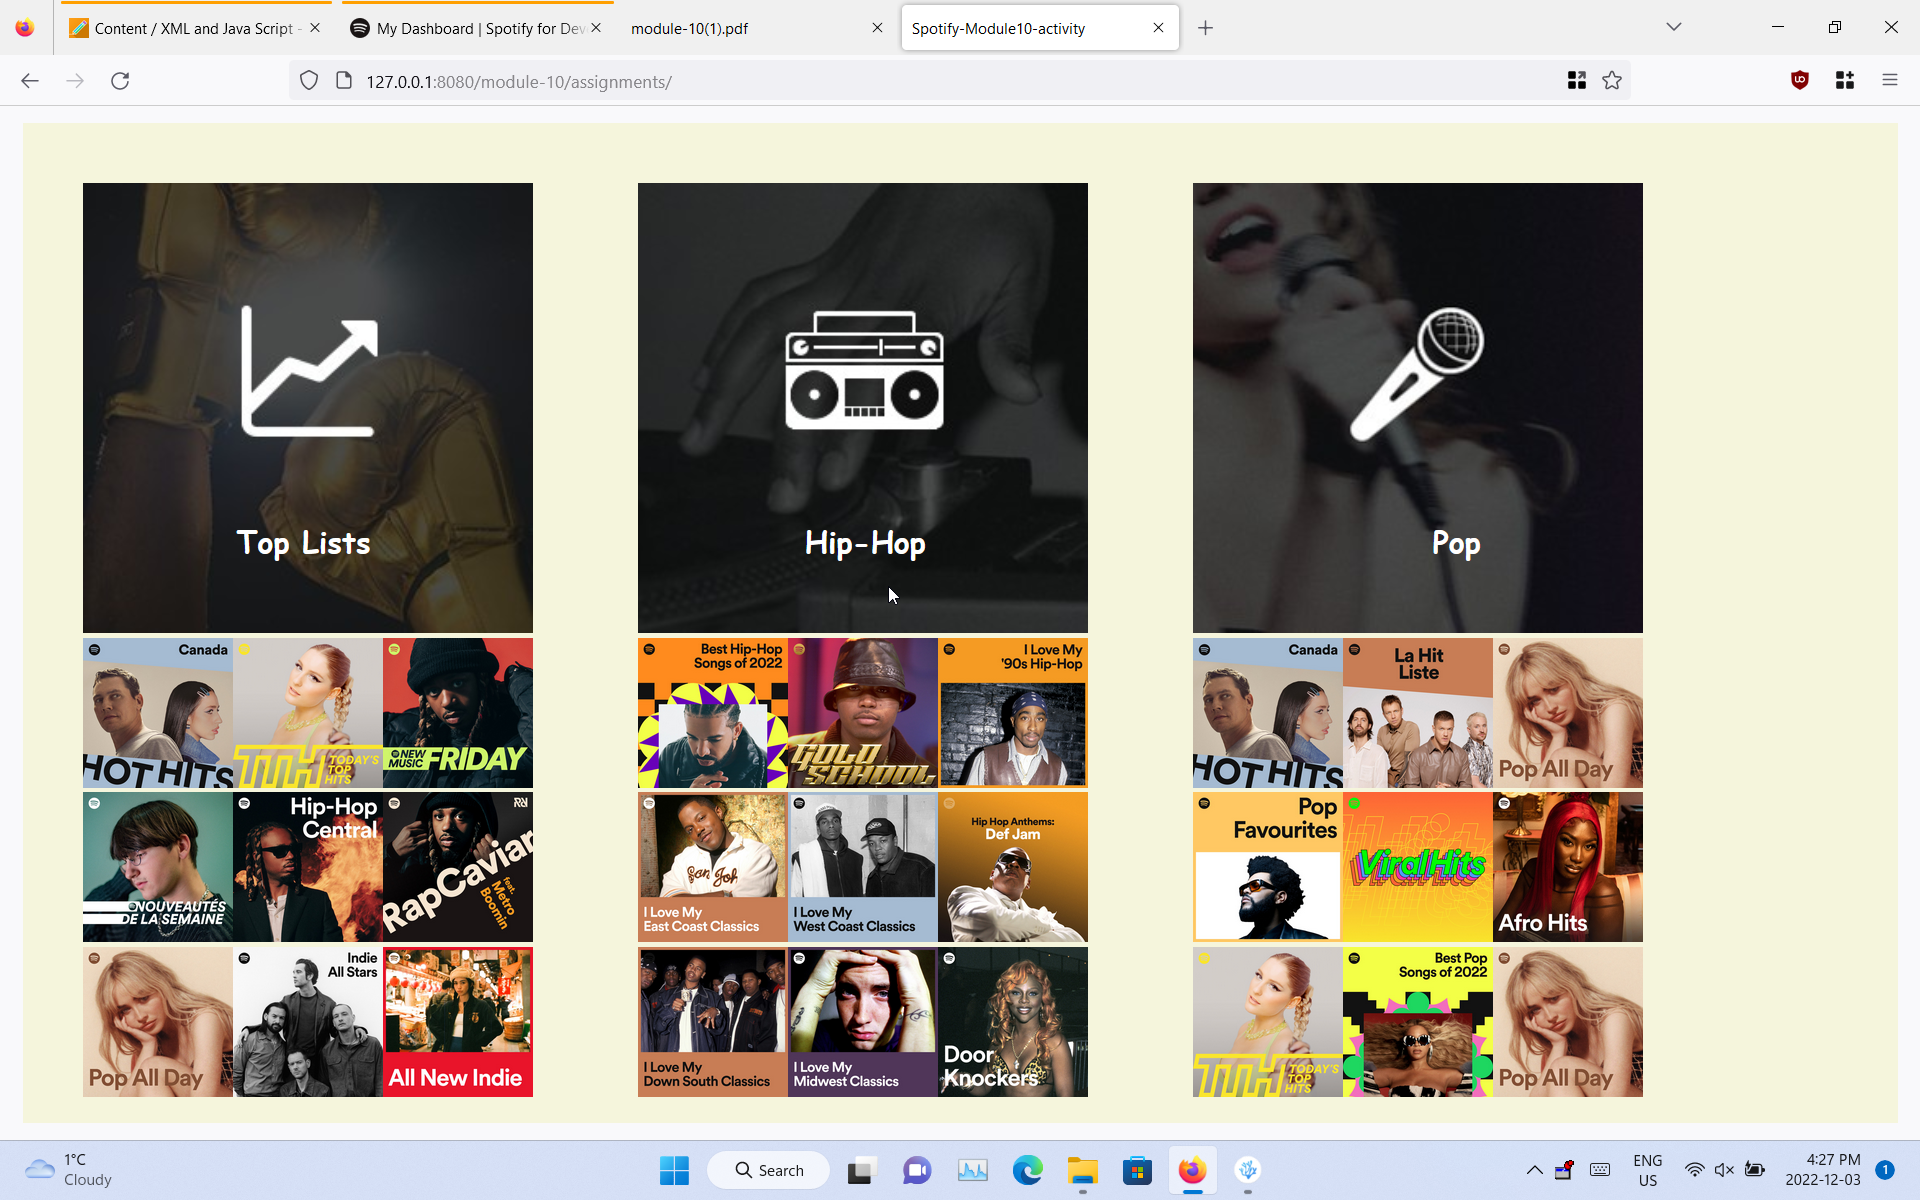 Content / XML and Java Script -
My Dashboard | Spotify for Dev
module-10(1).pdf
Spotify-Module10-activity
127.0.0.1:8080/module-10/assignments/
Top Lists
Hip-Hop
Pop
Canada
HOT HITS
TTH TODAY'S
TOP
HITS
NEW
MUSIC FRIDAY
Best Hip-Hop
Songs of 2022
GOLD
SCHOOL
I Love My
'90s Hip-Hop
Canada
HOT HITS
La Hit
Liste
Pop All Day
NOUVEAUTÉS
DE LA SEMAINE
Hip-Hop
Central
RapCaviar
feat.
Metro
Boomin
Sean John
I Love My
East Coast Classics
I Love My
West Coast Classics
Hip Hop Anthems:
Def Jam
Pop
Favourites
ViralHits
Afro Hits
Pop All Day
Indie
All Stars
All New Indie
I Love My
Down South Classics
I Love My
Midwest Classics
Door
Knockers
TTH TODAY'S
TOP
HITS
Best Pop
Songs of 2022
Pop All Day
1°C
Cloudy
Search
ENG
US
4:27 PM
2022-12-03
1